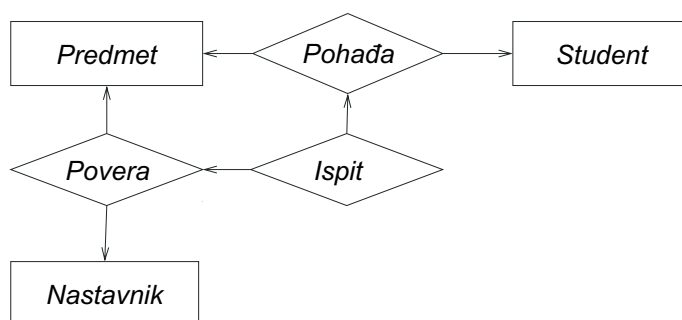 Predmet
Pohađa
Student
Povera
Ispit
Nastavnik